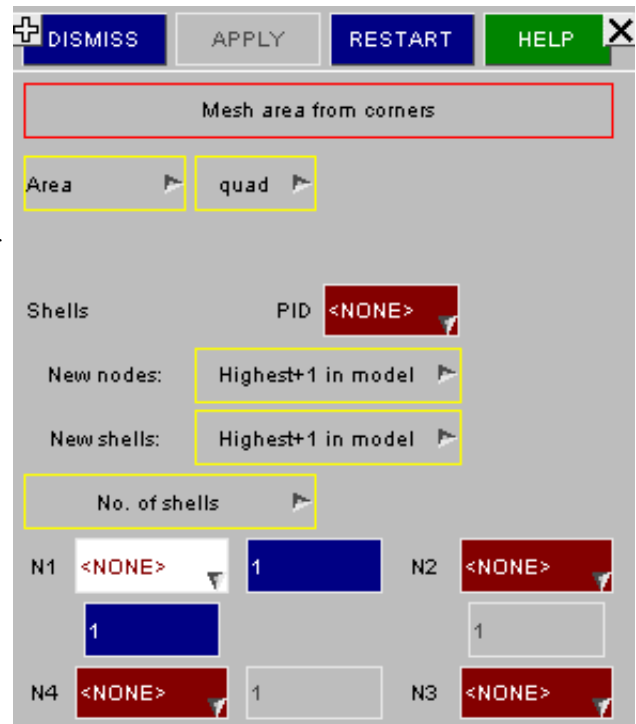 DISMISS APPLY RESTART HELP
Mesh area from corners
Area quad
Shells PID <NONE>
New nodes: Highest+1 in model
New shells: Highest+1 in model
No. of shells
N1 <NONE> 1 N2 <NONE>
1 1
N4 <NONE> 1 N3 <NONE>